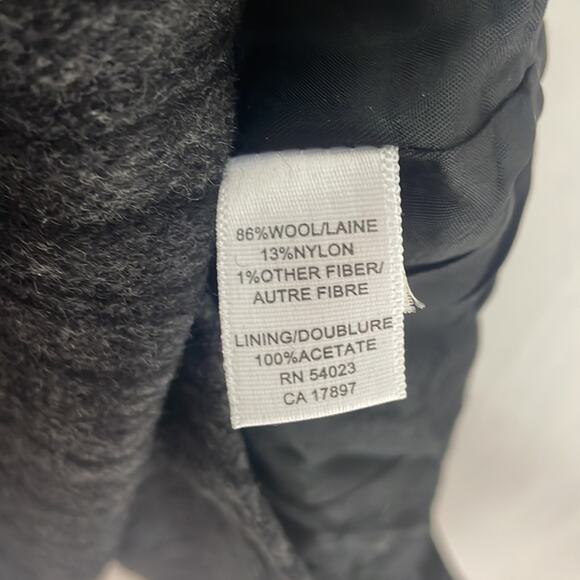 86%WOOL/LAINE
13%NYLON
1%OTHER FIBER/
AUTRE FIBRE
LINING/DOUBLURE
100%ACETATE
RN 54023
CA 17897